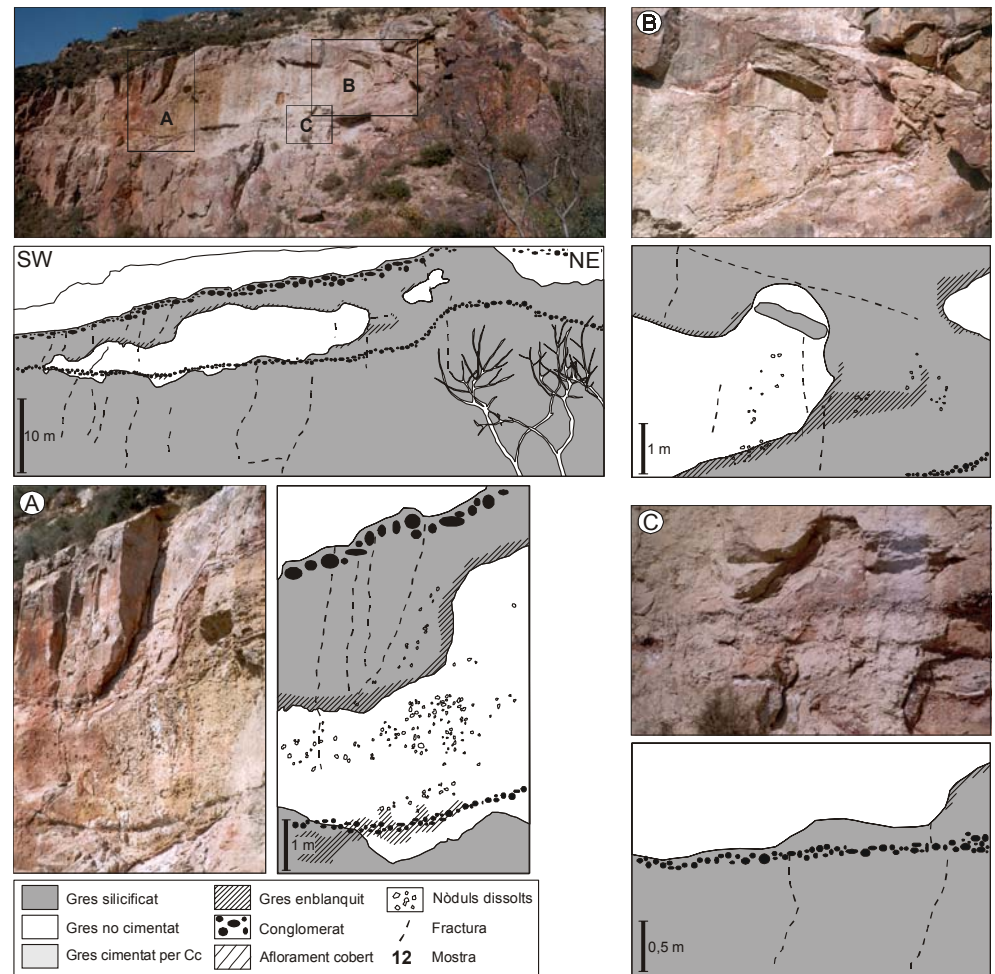 A
B
C
B
SW
NE
10 m
1 m
A
1 m
C
0,5 m
Gres silicificat
Gres no cimentat
Gres cimentat per Cc
Gres enblanquit
Conglomerat
Aflorament cobert
Nòduls dissolts
Fractura
12 Mostra